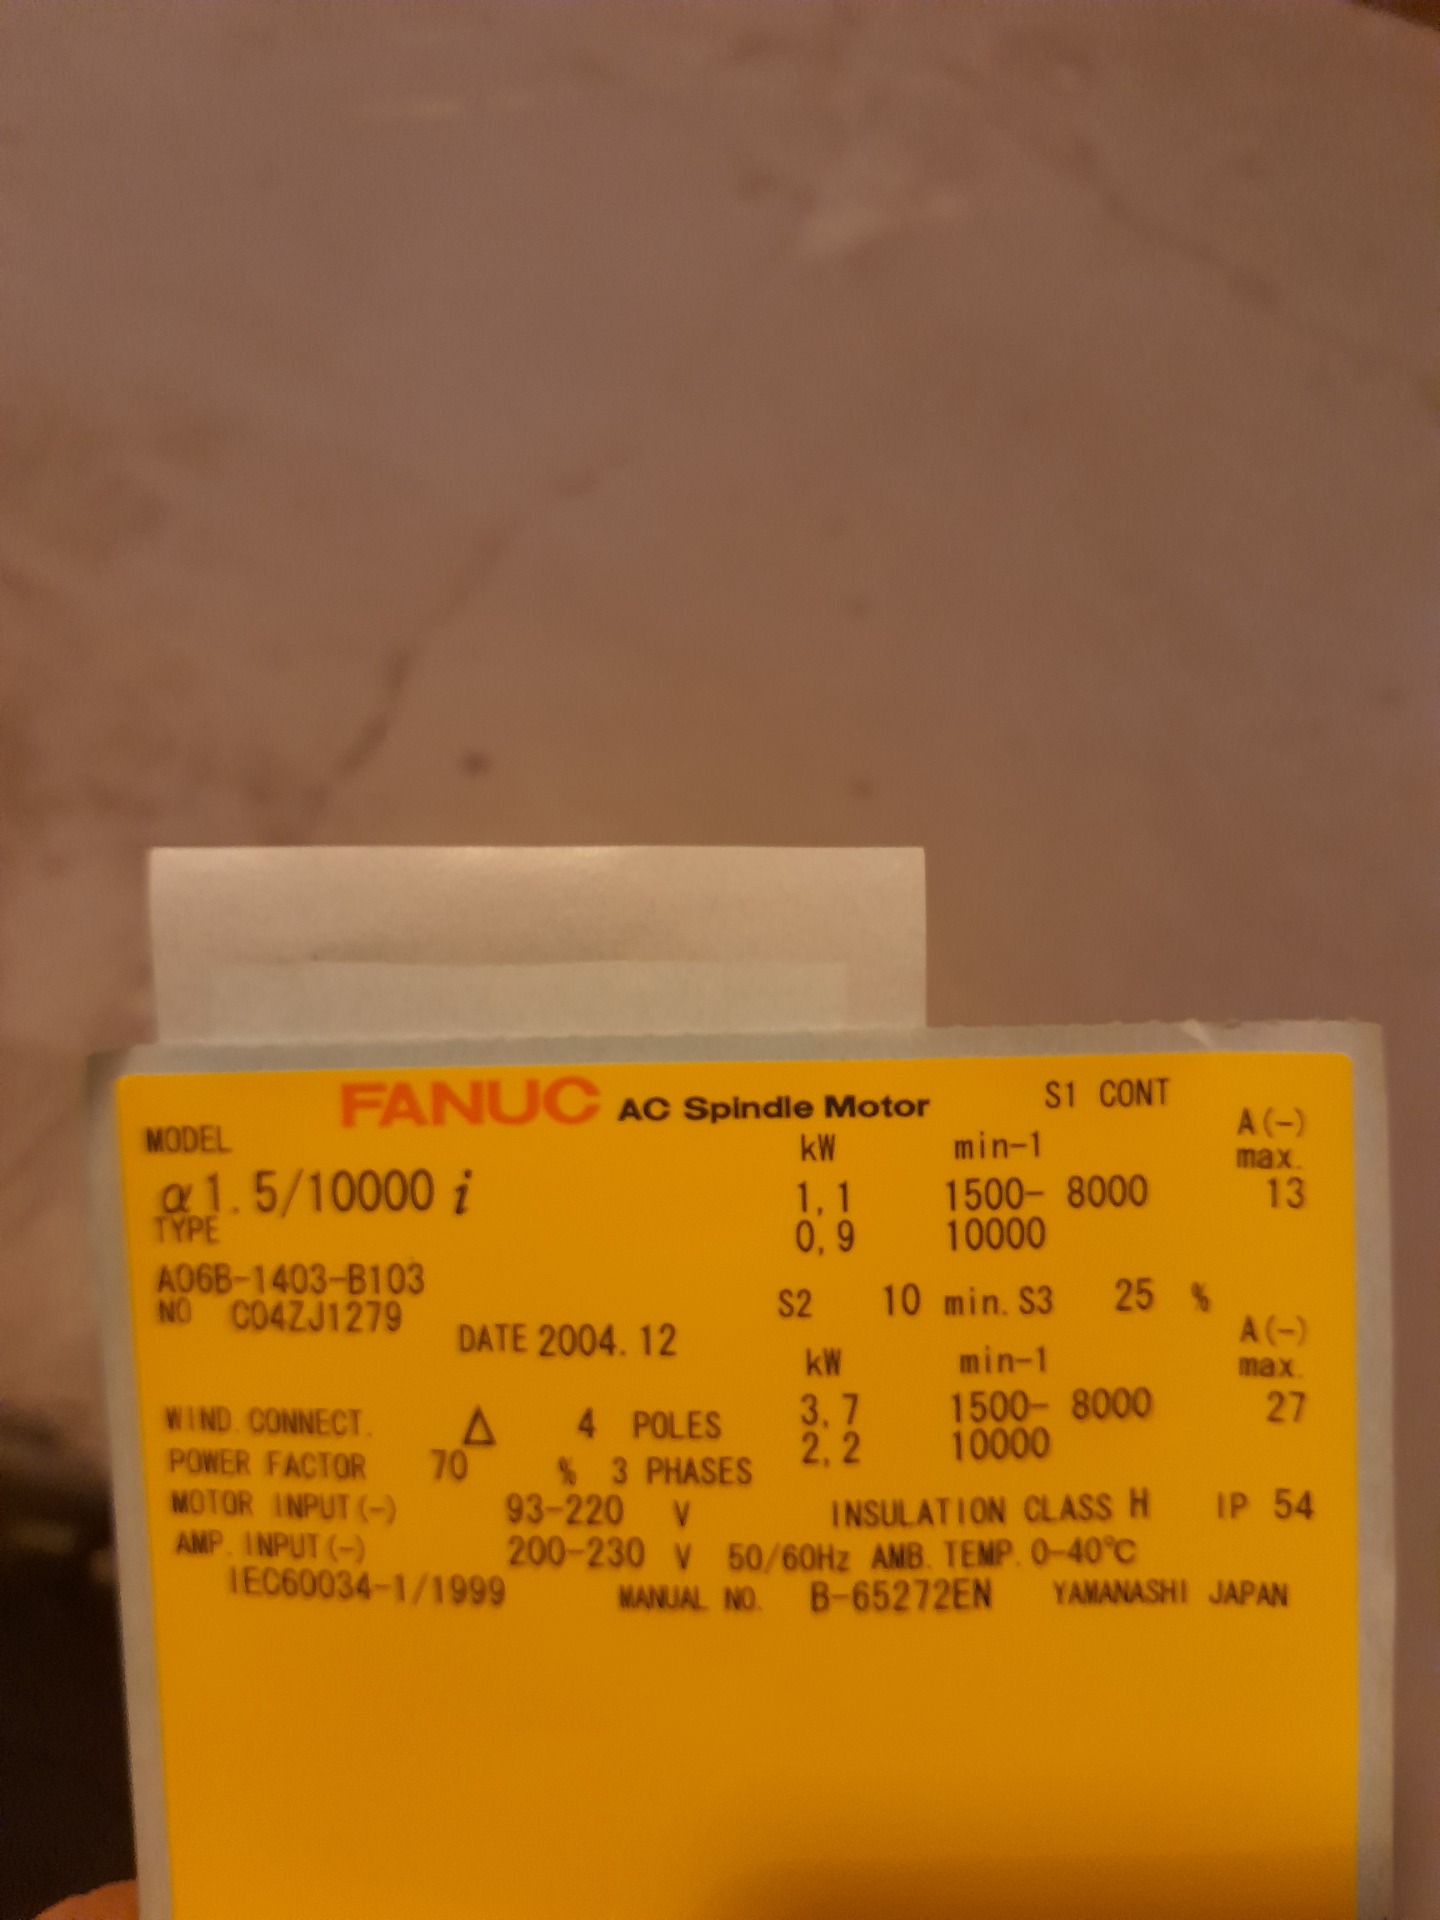 FANUC AC Spindle Motor S1 CONT
MODEL kW min-1 A(~) max.
α1.5/10000i 1,1 1500- 8000 13
TYPE 0,9 10000
A06B-1403-B103
NO C04ZJ1279 S2 10 min. S3 25 %
DATE 2004.12 kW min-1 A(~) max.
WIND. CONNECT. Δ 4 POLES 3,7 1500- 8000 27
POWER FACTOR 70 % 3 PHASES 2,2 10000
MOTOR INPUT(~) 93-220 V INSULATION CLASS H IP 54
AMP. INPUT(~) 200-230 V 50/60Hz AMB. TEMP. 0-40℃
IEC60034-1/1999 MANUAL NO. B-65272EN YAMANASHI JAPAN